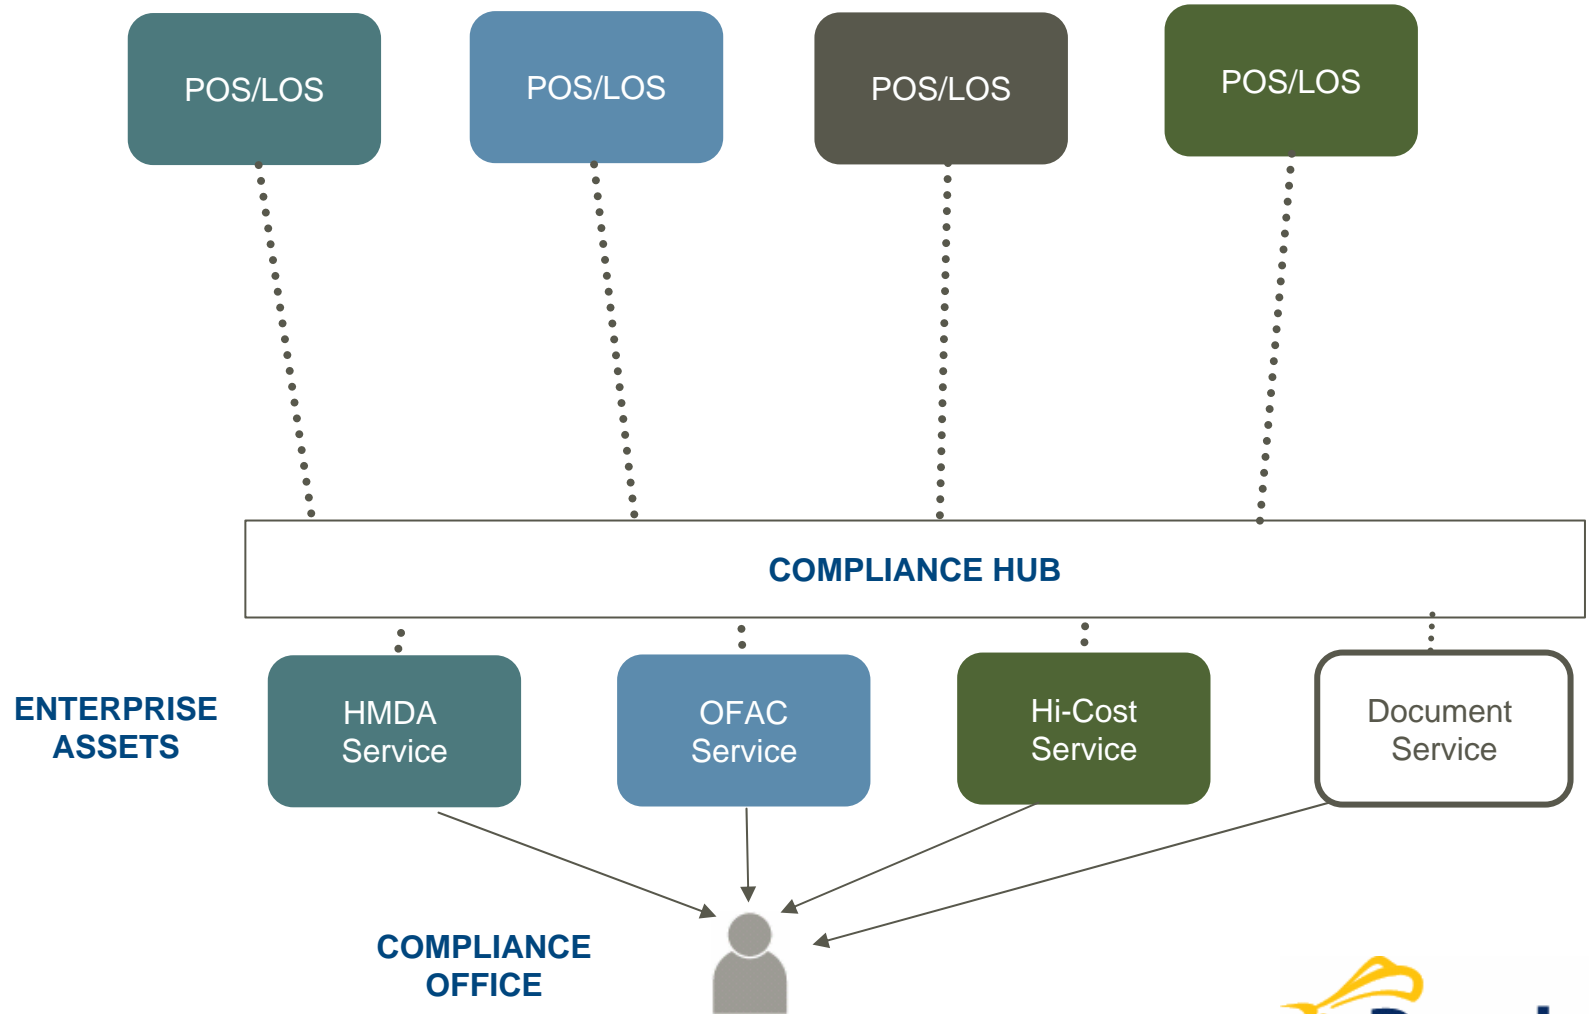 POS/LOS
POS/LOS
POS/LOS
POS/LOS
COMPLIANCE HUB
ENTERPRISE
ASSETS
HMDA
Service
OFAC
Service
Hi-Cost
Service
Document
Service
COMPLIANCE
OFFICE